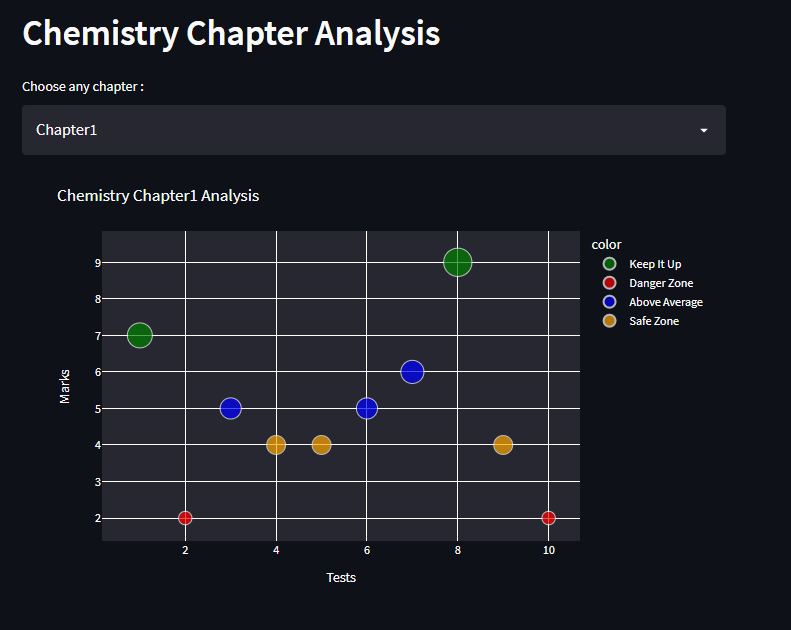 Chemistry Chapter Analysis
Choose any chapter :
Chapter1
Chemistry Chapter1 Analysis
color
Keep It Up
Danger Zone
Above Average
Safe Zone
Marks
9
8
7
6
5
4
3
2
2 4 6 8 10
Tests